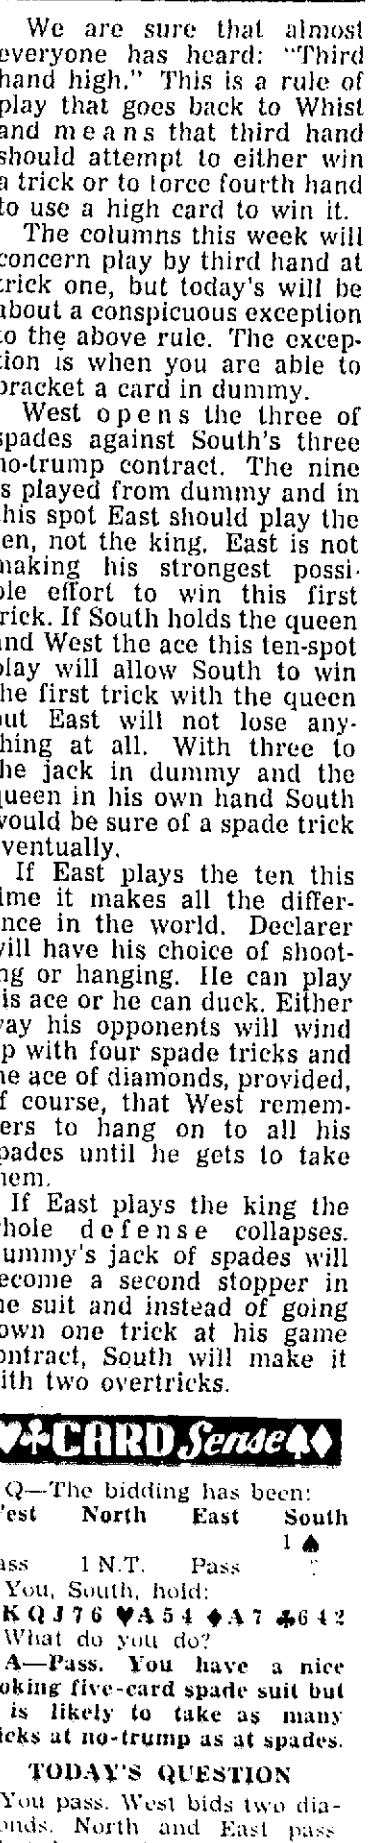 We are sure that almost
everyone has heard: "Third
hand high." This is a rule of
play that goes back to Whist
and means that third hand
should attempt to either win
a trick or to force fourth hand
to use a high card to win it.
The columns this week will
concern play by third hand at
trick one, but today's will be
about a conspicuous exception
to the above rule. The excep-
tion is when you are able to
bracket a card in dummy.
West opens the three of
spades against South's three
no-trump contract. The nine
is played from dummy and in
this spot East should play the
ten, not the king. East is not
making his strongest possi-
ble effort to win this first
trick. If South holds the queen
and West the ace this ten-spot
play will allow South to win
the first trick with the queen
but East will not lose any-
thing at all. With three to
the jack in dummy and the
queen in his own hand South
would be sure of a spade trick
eventually.
If East plays the ten this
time it makes all the differ-
ence in the world. Declarer
will have his choice of shoot-
ing or hanging. He can play
his ace or he can duck. Either
way his opponents will wind
up with four spade tricks and
the ace of diamonds, provided,
of course, that West remem-
bers to hang on to all his
spades until he gets to take
them.
If East plays the king the
whole defense collapses.
Dummy's jack of spades will
become a second stopper in
the suit and instead of going
down one trick at his game
contract, South will make it
with two overtricks.
♥♣CARD Sense♠♦
Q—The bidding has been:
West North East South
1 ♠
Pass 1 N.T. Pass ?
You, South, hold:
K Q J 7 6 ♥A 5 4 ♦A 7 ♣6 4 2
What do you do?
A—Pass. You have a nice
looking five-card spade suit but
is likely to take as many
tricks at no-trump as at spades.
TODAY'S QUESTION
You pass. West bids two dia-
monds. North and East pass